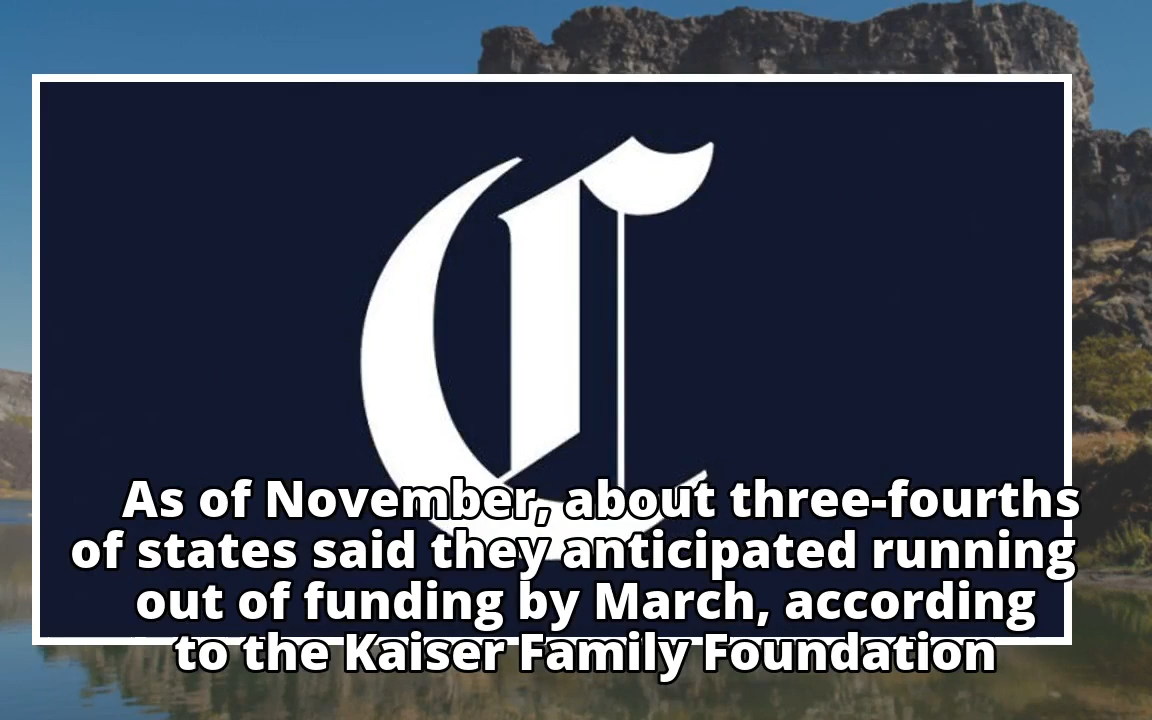 C
As of November, about three-fourths
of states said they anticipated running
out of funding by March, according
to the Kaiser Family Foundation